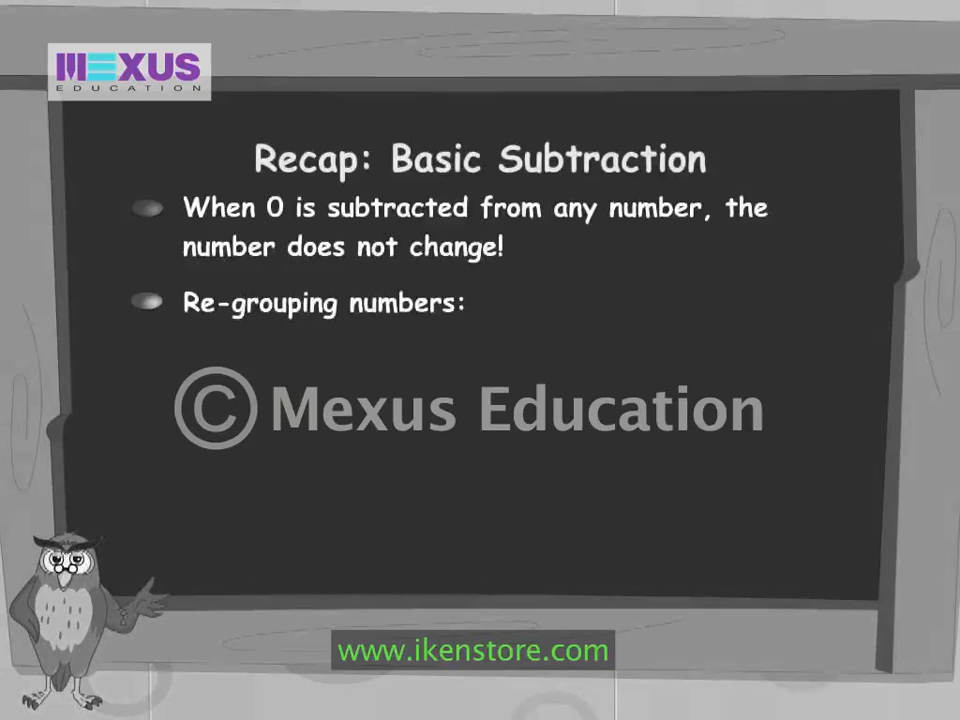 MEXUS
EDUCATION
Recap: Basic Subtraction
When 0 is subtracted from any number, the
number does not change!
Re-grouping numbers:
© Mexus Education
www.ikenstore.com